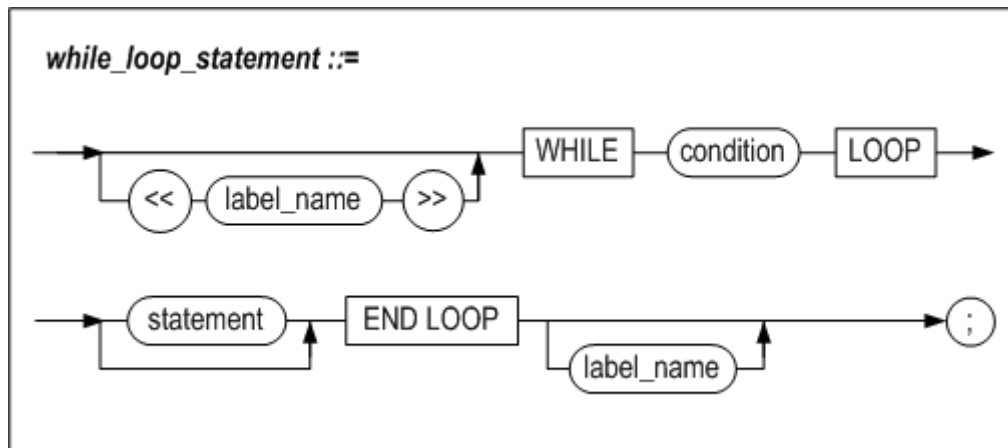 while_loop_statement ::=
WHILE condition LOOP
<< label_name >>
statement END LOOP ;
label_name